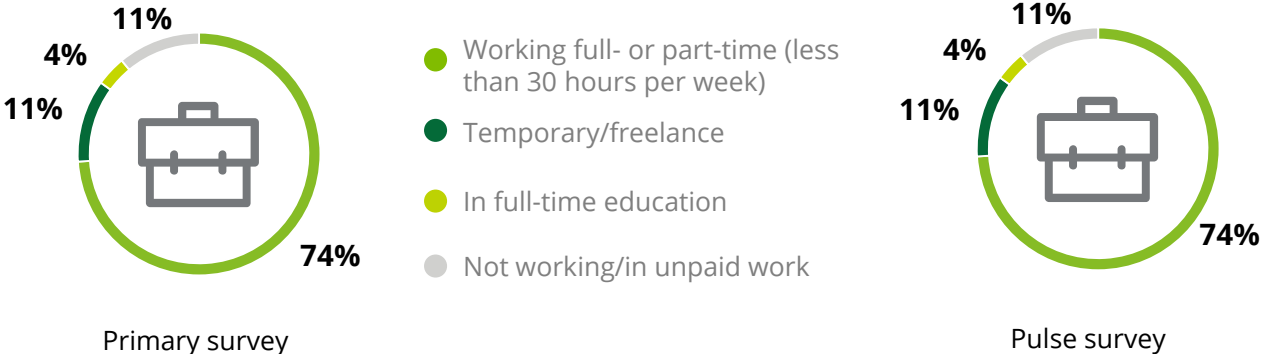 11%
4%
11%
74%
Primary survey
Working full- or part-time (less
than 30 hours per week)
Temporary/freelance
In full-time education
Not working/in unpaid work
11%
4%
11%
74%
Pulse survey